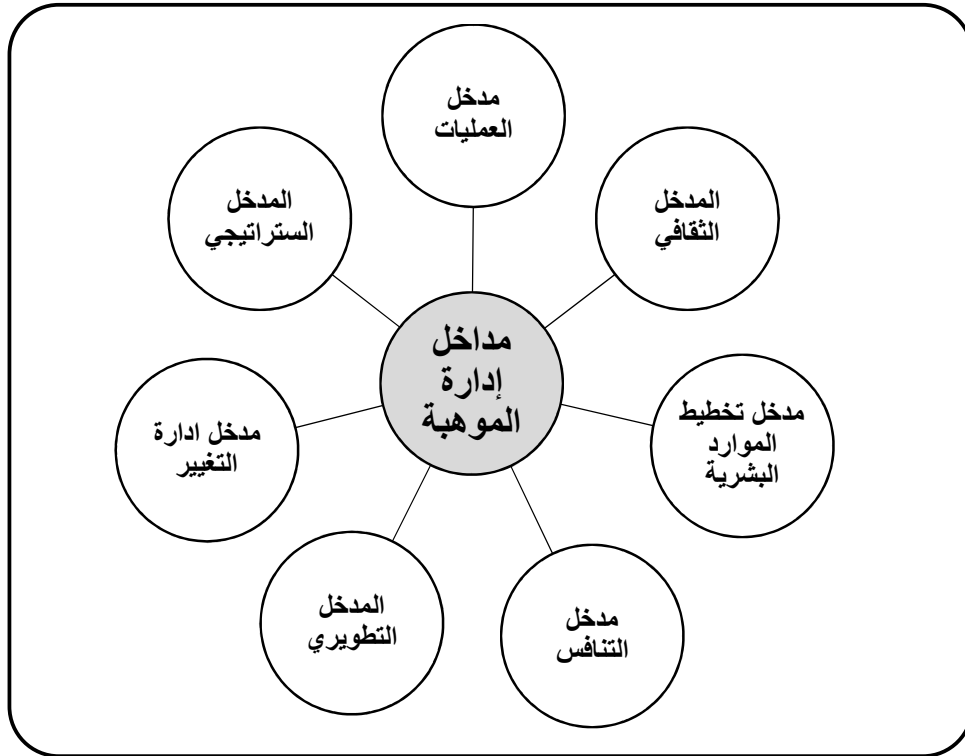 مدخل
العمليات
المدخل
الثقافي
مدخل تخطيط
الموارد
البشرية
مدخل
التنافس
المدخل
التطويري
مدخل ادارة
التغيير
المدخل
الستراتيجي
مداخل
إدارة
الموهبة